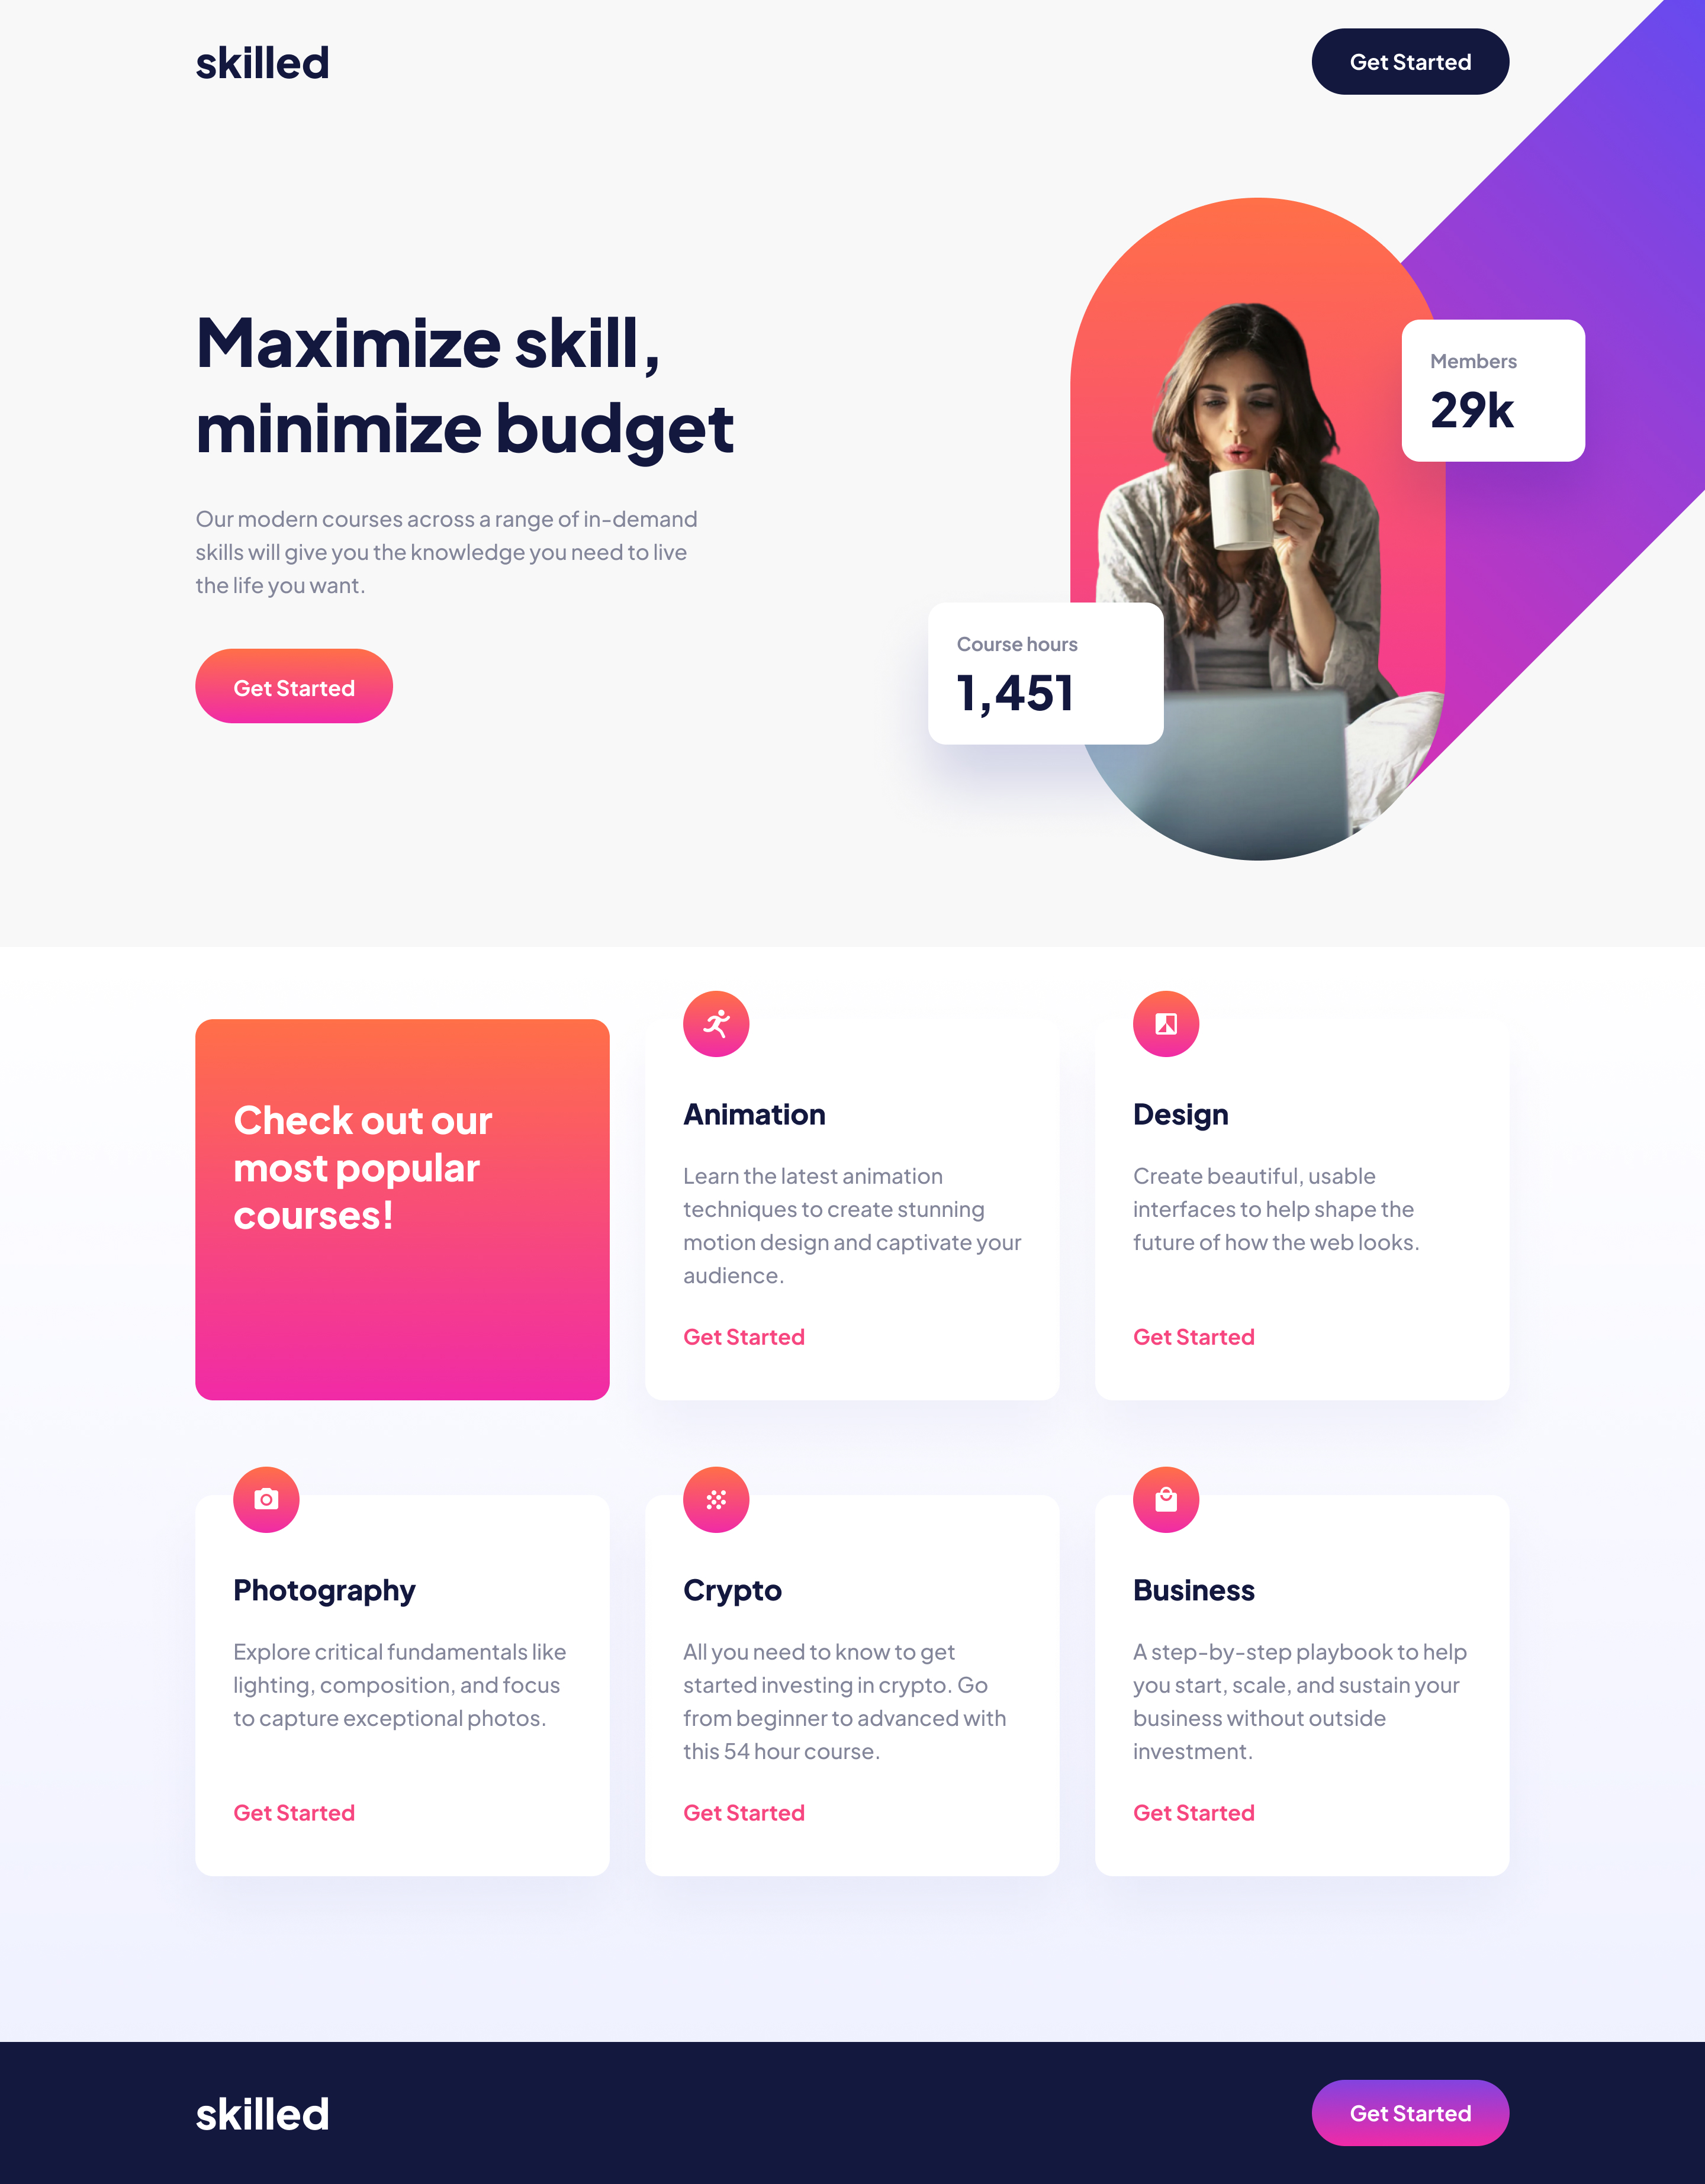 skilled
Get Started
Maximize skill,
minimize budget
Our modern courses across a range of in-demand
skills will give you the knowledge you need to live
the life you want.
Get Started
Members
29k
Course hours
1,451
Check out our
most popular
courses!
Animation
Learn the latest animation
techniques to create stunning
motion design and captivate your
audience.
Get Started
Design
Create beautiful, usable
interfaces to help shape the
future of how the web looks.
Get Started
Photography
Explore critical fundamentals like
lighting, composition, and focus
to capture exceptional photos.
Get Started
Crypto
All you need to know to get
started investing in crypto. Go
from beginner to advanced with
this 54 hour course.
Get Started
Business
A step-by-step playbook to help
you start, scale, and sustain your
business without outside
investment.
Get Started
skilled
Get Started